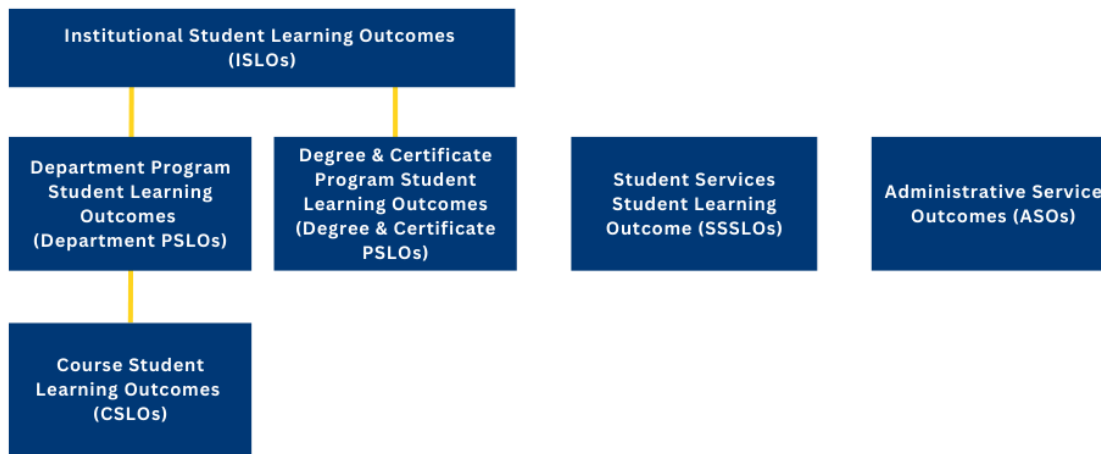 Institutional Student Learning Outcomes
(ISLOs)
Department Program
Student Learning
Outcomes
(Department PSLOs)
Degree & Certificate
Program Student
Learning Outcomes
(Degree & Certificate
PSLOs)
Student Services
Student Learning
Outcome (SSSLOs)
Administrative Service
Outcomes (ASOs)
Course Student
Learning Outcomes
(CSLOs)